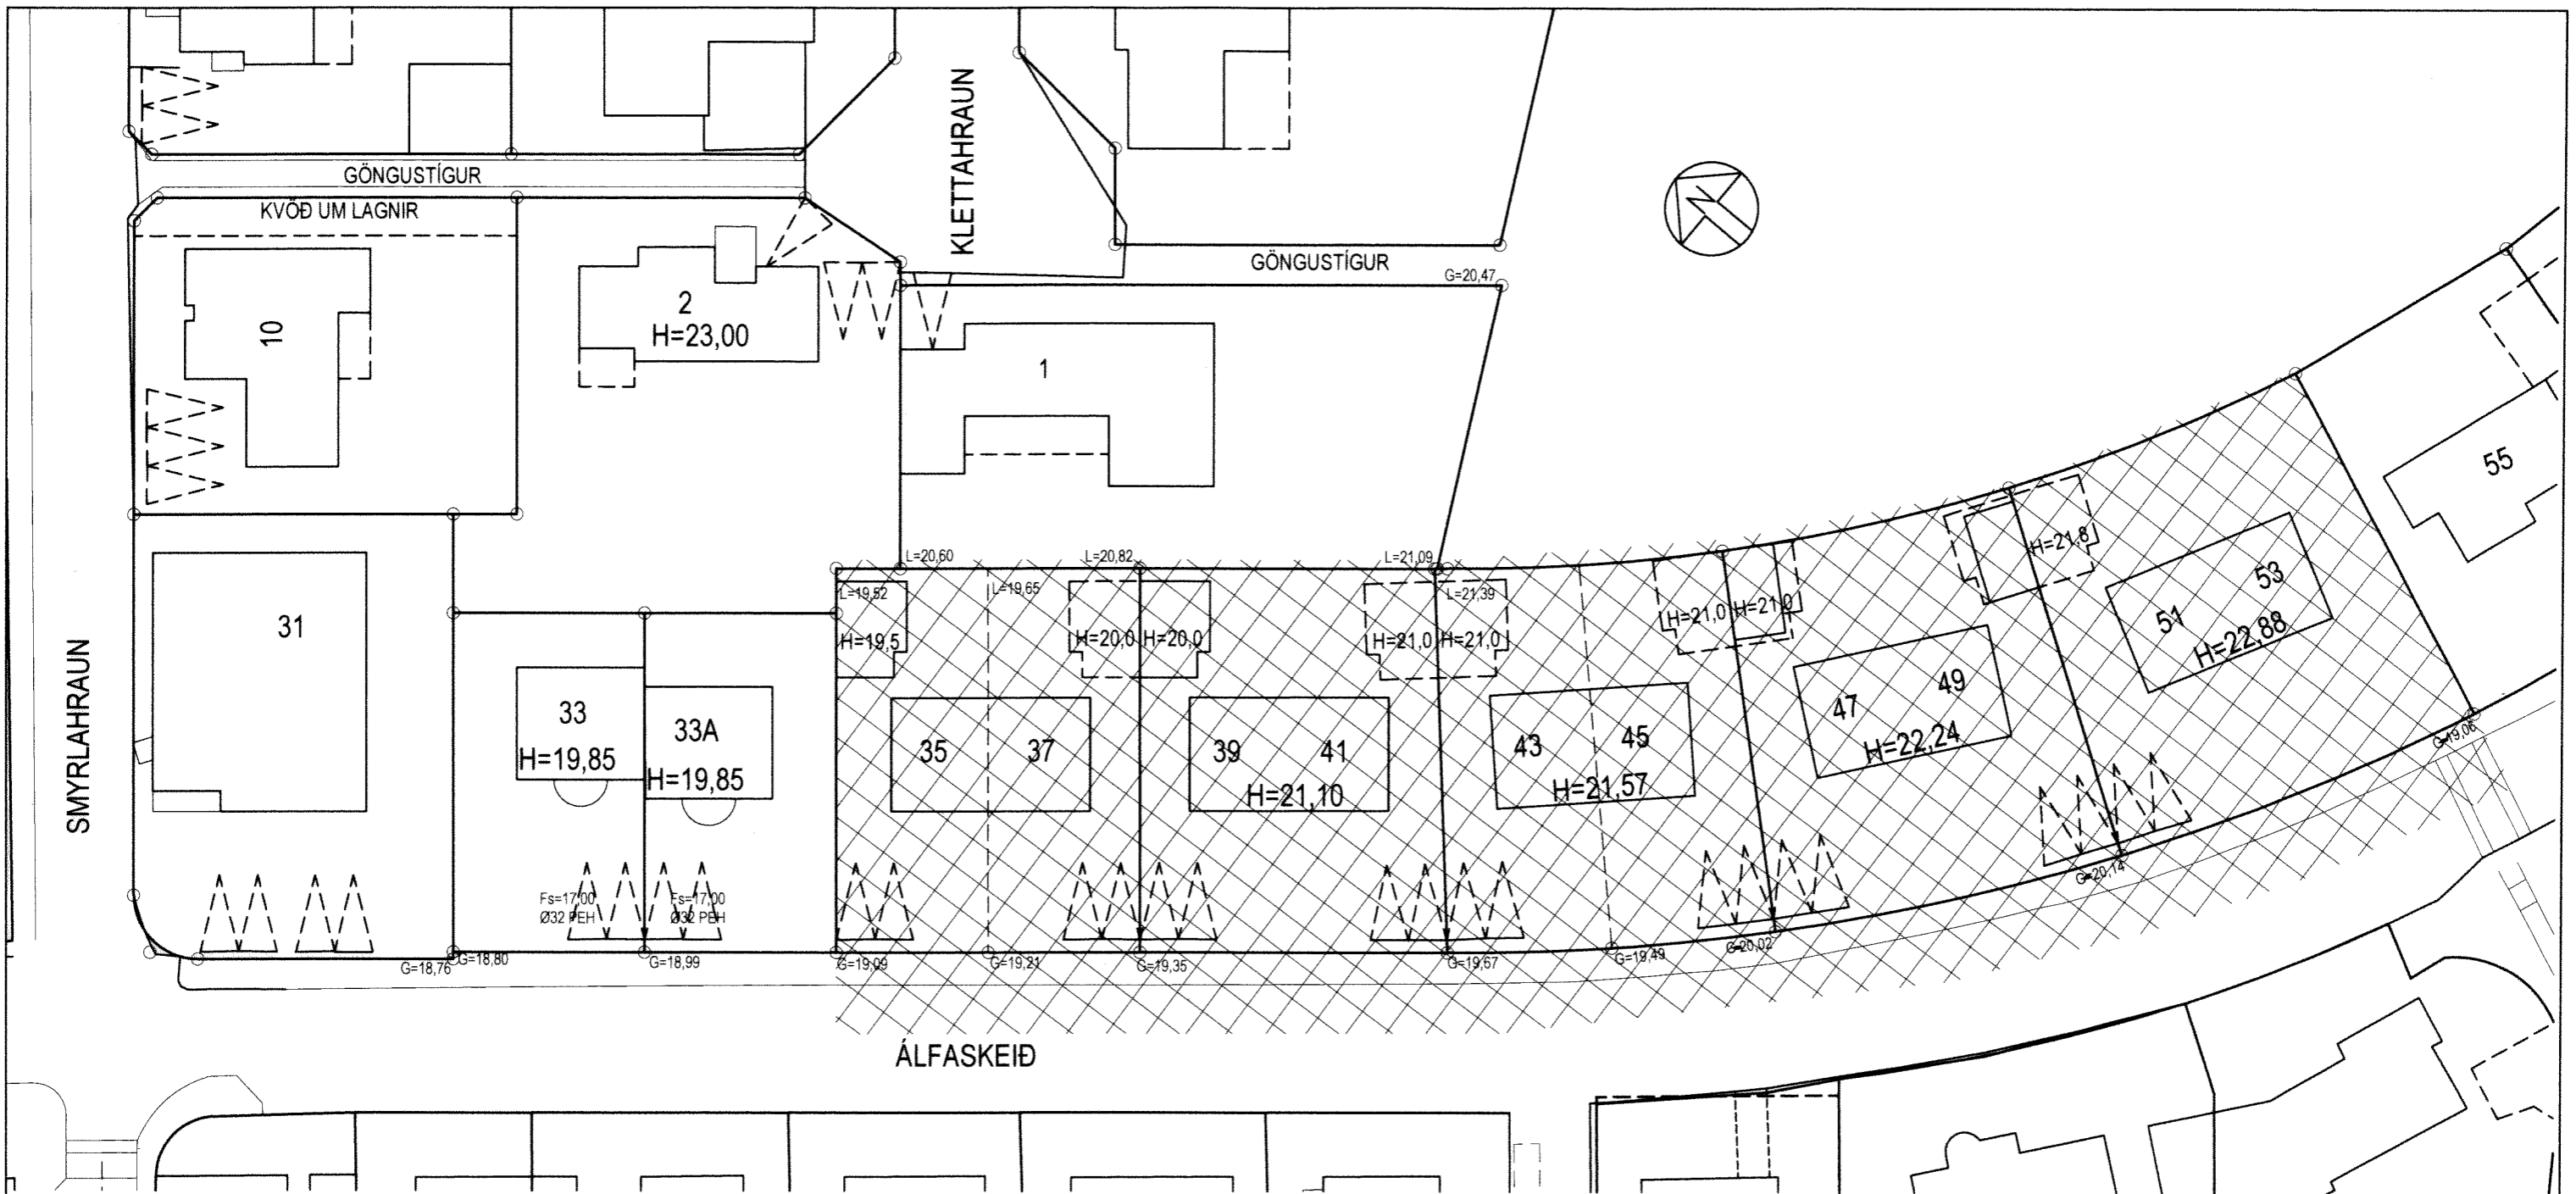 GÖNGUSTÍGUR
KVÖÐ UM LAGNIR
KLETTAHRAUN
GÖNGUSTÍGUR
G=20,47
N
10
2
H=23,00
1
55
SMYRLAHRAUN
31
33
H=19,85
33A
H=19,85
Fs=17,00
Ø32 PEH
Fs=17,00
Ø32 PEH
L=20,60
L=20,82
L=21,09
L=19,52
L=19,65
L=21,39
H=19,5
H=20,0
H=20,0
H=21,0
H=21,0
H=21,0
H=21,0
H=21,8
35
37
39
41
H=21,10
43
45
H=21,57
47
49
H=22,24
51
53
H=22,88
G=18,76
G=18,80
G=18,99
G=19,09
G=19,21
G=19,35
G=19,67
G=19,49
G=20,02
G=20,14
G=19,06
ÁLFASKEIÐ